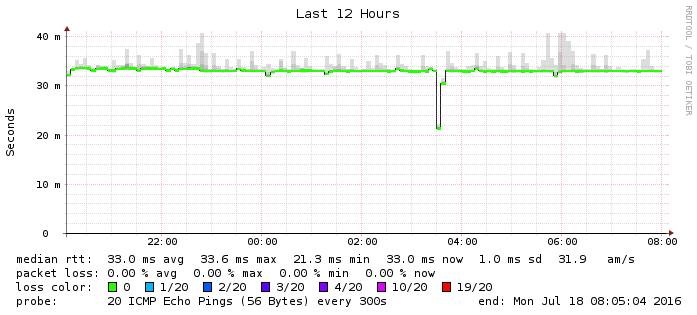 Last 12 Hours
RRDTOOL / TOBI OETIKER
Seconds
40 m
30 m
20 m
10 m
0
22:00 00:00 02:00 04:00 06:00 08:00
median rtt: 33.0 ms avg 33.6 ms max 21.3 ms min 33.0 ms now 1.0 ms sd 31.9 am/s
packet loss: 0.00 % avg 0.00 % max 0.00 % min 0.00 % now
loss color: 0 1/20 2/20 3/20 4/20 10/20 19/20
probe: 20 ICMP Echo Pings (56 Bytes) every 300s end: Mon Jul 18 08:05:04 2016